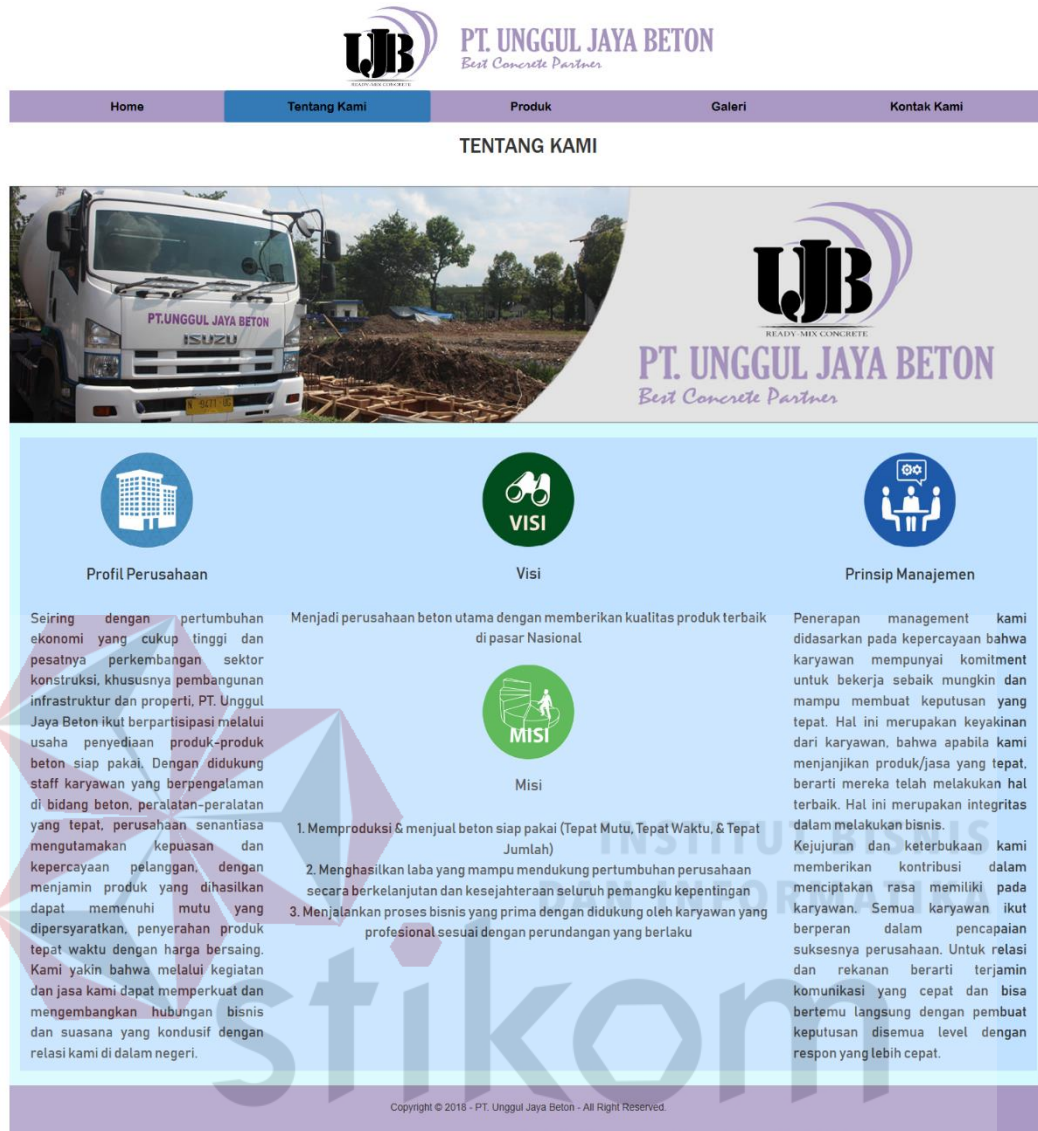 UJB
READY-MIX CONCRETE
PT. UNGGUL JAYA BETON
Best Concrete Partner
Home
Tentang Kami
Produk
Galeri
Kontak Kami
TENTANG KAMI
PT.UNGGUL JAYA BETON
ISUZU
UJB
READY-MIX CONCRETE
PT. UNGGUL JAYA BETON
Best Concrete Partner
Profil Perusahaan
Seiring dengan pertumbuhan
ekonomi yang cukup tinggi dan
pesatnya perkembangan sektor
konstruksi, khususnya pembangunan
infrastruktur dan properti, PT. Unggul
Jaya Beton ikut berpartisipasi melalui
usaha penyediaan produk-produk
beton siap pakai. Dengan didukung
staff karyawan yang berpengalaman
di bidang beton, peralatan-peralatan
yang tepat, perusahaan senantiasa
mengutamakan kepuasan dan
kepercayaan pelanggan, dengan
menjamin produk yang dihasilkan
dapat memenuhi mutu yang
dipersyaratkan, penyerahan produk
tepat waktu dengan harga bersaing.
Kami yakin bahwa melalui kegiatan
dan jasa kami dapat memperkuat dan
mengembangkan hubungan bisnis
dan suasana yang kondusif dengan
relasi kami di dalam negeri.
VISI
Visi
Menjadi perusahaan beton utama dengan memberikan kualitas produk terbaik
di pasar Nasional
MISI
Misi
1. Memproduksi & menjual beton siap pakai (Tepat Mutu, Tepat Waktu, & Tepat
Jumlah)
2. Menghasilkan laba yang mampu mendukung pertumbuhan perusahaan
secara berkelanjutan dan kesejahteraan seluruh pemangku kepentingan
3. Menjalankan proses bisnis yang prima dengan didukung oleh karyawan yang
profesional sesuai dengan perundangan yang berlaku
Prinsip Manajemen
Penerapan management kami
didasarkan pada kepercayaan bahwa
karyawan mempunyai komitment
untuk bekerja sebaik mungkin dan
mampu membuat keputusan yang
tepat. Hal ini merupakan keyakinan
dari karyawan, bahwa apabila kami
menjanjikan produk/jasa yang tepat,
berarti mereka telah melakukan hal
terbaik. Hal ini merupakan integritas
dalam melakukan bisnis.
Kejujuran dan keterbukaan kami
memberikan kontribusi dalam
menciptakan rasa memiliki pada
karyawan. Semua karyawan ikut
berperan dalam pencapaian
suksesnya perusahaan. Untuk relasi
dan rekanan berarti terjamin
komunikasi yang cepat dan bisa
bertemu langsung dengan pembuat
keputusan disemua level dengan
respon yang lebih cepat.
INSTITUT BISNIS
DAN INFORMATIKA
stikom
Copyright © 2018 - PT. Unggul Jaya Beton - All Right Reserved.